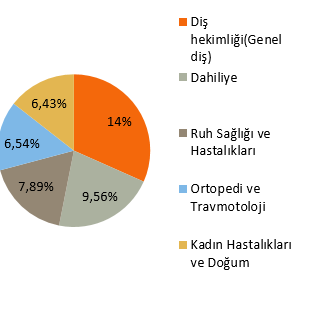 Diş
hekimliği(Genel
diş)
Dahiliye
Ruh Sağlığı ve
Hastalıkları
Ortopedi ve
Travmotoloji
Kadın Hastalıkları
ve Doğum
14%
9,56%
7,89%
6,54%
6,43%